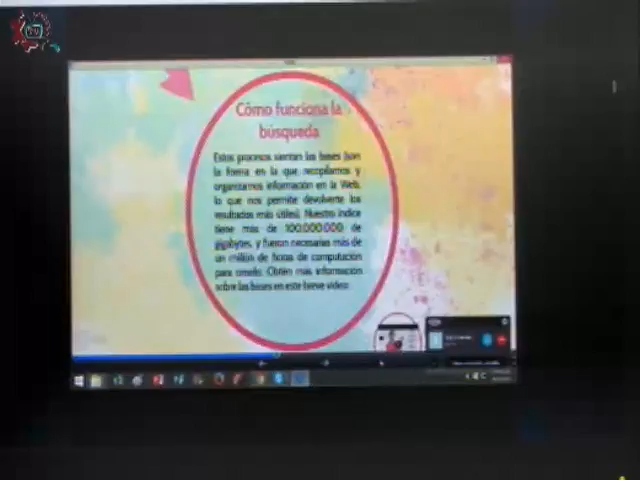 Cómo funciona la
búsqueda
Estos procesos sientan las bases (son
la forma en la que recopilamos y
organizamos información en la Web,
lo que nos permite devolverte los
resultados más útiles). Nuestro índice
tiene más de 100.000.000 de
gigabytes, y fueron necesarias más de
un millón de horas de computación
para crearlo. Obtén más información
sobre las bases en este breve video.